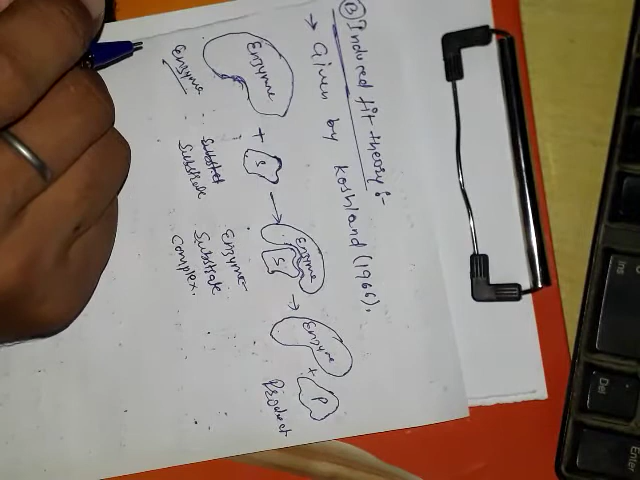 (B) Induced fit theory :-
→ Given by Koshland (1966).
Enzyme + S → Enzyme S → Enzyme + P
Enzyme
Substrate
Enzyme-
Substrate
Complex.
Product
Ins
Del
Enter